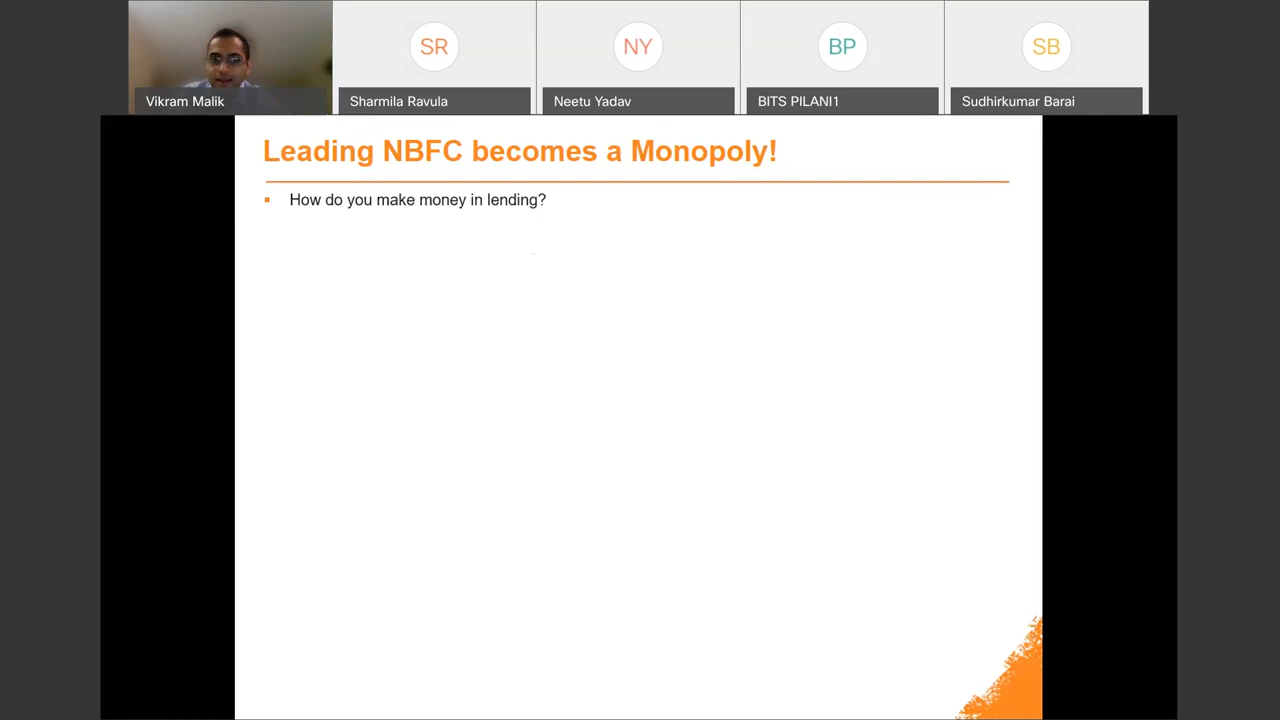 SR
NY
BP
SB
Vikram Malik
Sharmila Ravula
Neetu Yadav
BITS PILANI1
Sudhirkumar Barai
Leading NBFC becomes a Monopoly!
How do you make money in lending?